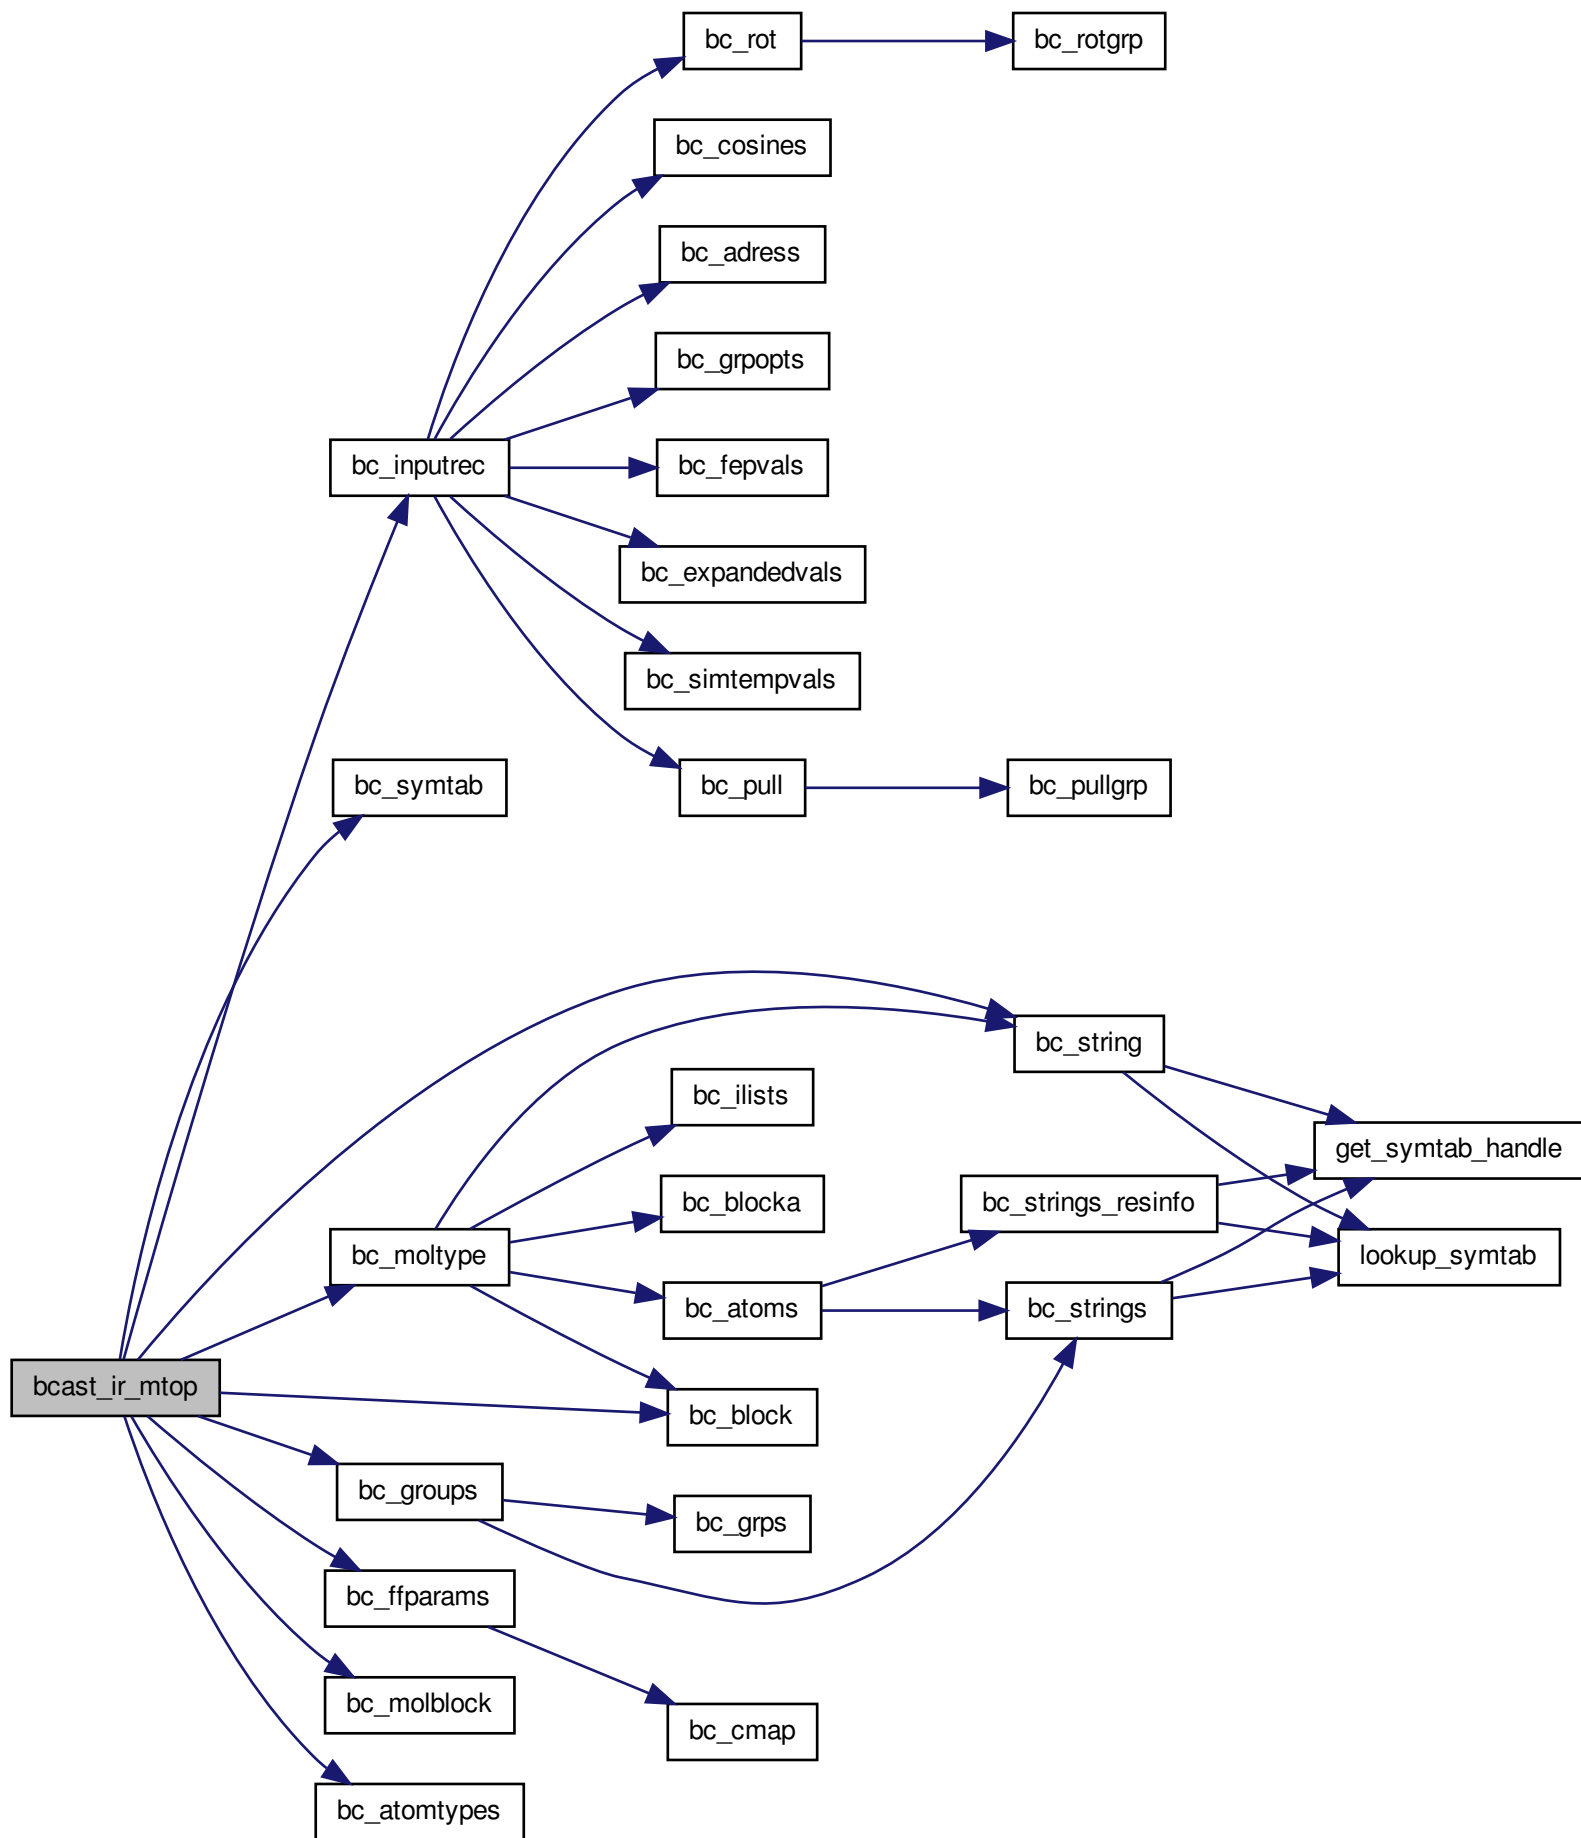 bc_rot
bc_rotgrp
bc_cosines
bc_adress
bc_grpopts
bc_inputrec
bc_fepvals
bc_expandedvals
bc_simtempvals
bc_symtab
bc_pull
bc_pullgrp
bc_string
bc_ilists
get_symtab_handle
bc_blocka
bc_strings_resinfo
bc_moltype
lookup_symtab
bc_atoms
bc_strings
bcast_ir_mtop
bc_block
bc_groups
bc_grps
bc_ffparams
bc_molblock
bc_cmap
bc_atomtypes